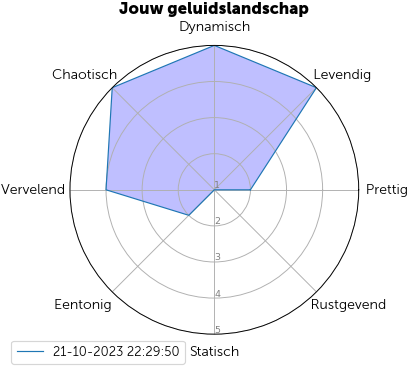 Jouw geluidslandschap
Dynamisch
Chaotisch
Levendig
Vervelend
1
Prettig
2
3
4
Eentonig
Rustgevend
5
21-10-2023 22:29:50
Statisch